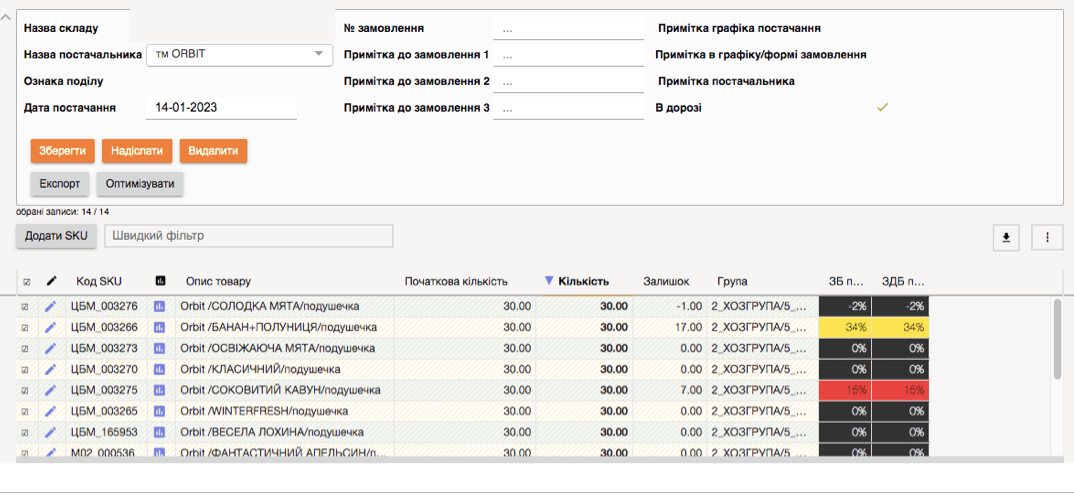 Назва складу № замовлення ... Примітка графіка постачання
Назва постачальника тм ORBIT Примітка до замовлення 1 ... Примітка в графіку/формі замовлення
Ознака поділу Примітка до замовлення 2 ... Примітка постачальника
Дата постачання 14-01-2023 Примітка до замовлення 3 ... В дорозі
Зберегти Надіслати Видалити
Експорт Оптимізувати
обрані записи: 14 / 14
Додати SKU Швидкий фільтр
Код SKU Опис товару Початкова кількість Кількість Залишок Група ЗБ п... ЗДБ п...
ЦБМ_003276 Orbit /СОЛОДКА МЯТА/подушечка 30.00 30.00 -1.00 2_ХОЗГРУПА/5_... -2% -2%
ЦБМ_003266 Orbit /БАНАН+ПОЛУНИЦЯ/подушечка 30.00 30.00 17.00 2_ХОЗГРУПА/5_... 34% 34%
ЦБМ_003273 Orbit /ОСВІЖАЮЧА МЯТА/подушечка 30.00 30.00 0.00 2_ХОЗГРУПА/5_... 0% 0%
ЦБМ_003270 Orbit /КЛАСИЧНИЙ/подушечка 30.00 30.00 0.00 2_ХОЗГРУПА/5_... 0% 0%
ЦБМ_003275 Orbit /СОКОВИТИЙ КАВУН/подушечка 30.00 30.00 7.00 2_ХОЗГРУПА/5_... 15% 15%
ЦБМ_003265 Orbit /WINTERFRESH/подушечка 30.00 30.00 0.00 2_ХОЗГРУПА/5_... 0% 0%
ЦБМ_165953 Orbit /ВЕСЕЛА ЛОХИНА/подушечка 30.00 30.00 0.00 2_ХОЗГРУПА/5_... 0% 0%
М02_000536 Orbit /ФАНТАСТИЧНИЙ АПЕЛЬСИН/п... 30.00 30.00 0.00 2_ХОЗГРУПА/5_... 0% 0%